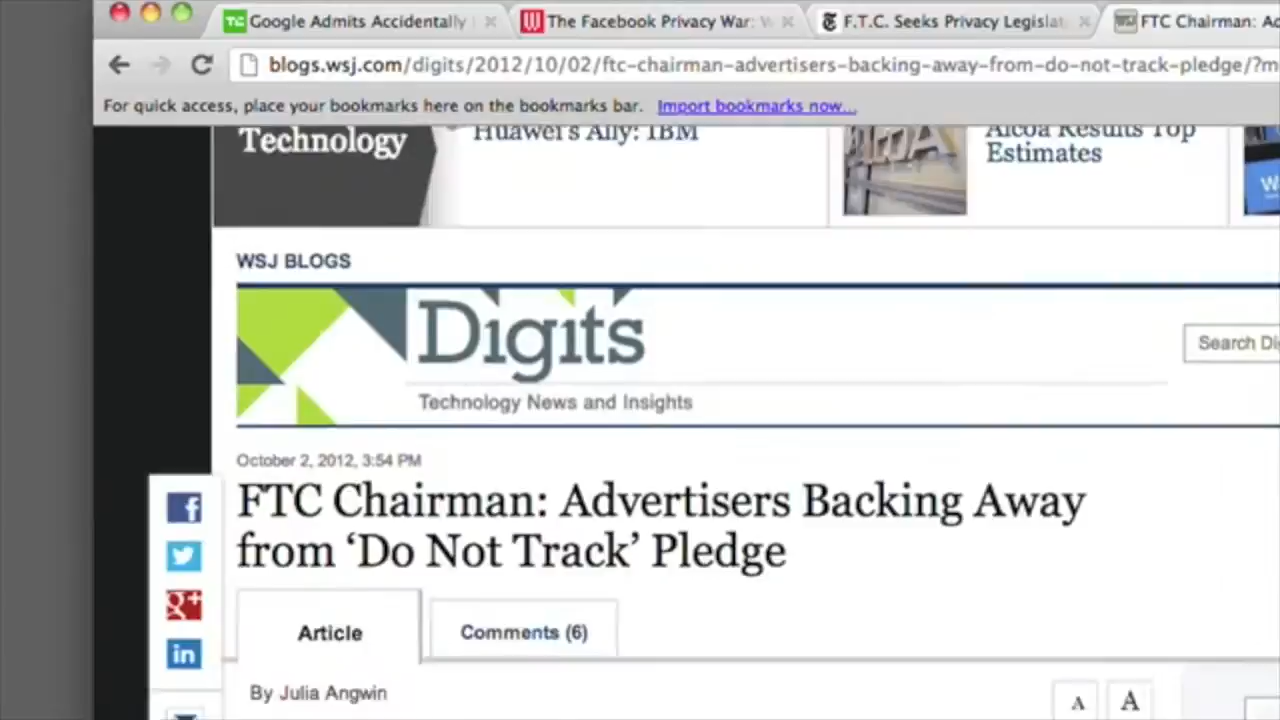 Google Admits Accidentally
The Facebook Privacy War:
F.T.C. Seeks Privacy Legislat
FTC Chairman: Ad
blogs.wsj.com/digits/2012/10/02/ftc-chairman-advertisers-backing-away-from-do-not-track-pledge/?m
For quick access, place your bookmarks here on the bookmarks bar. Import bookmarks now...
Technology
Huawei's Ally: IBM
Alcoa Results Top
Estimates
ALCOA
WSJ BLOGS
Digits
Search Dig
Technology News and Insights
October 2, 2012, 3:54 PM
FTC Chairman: Advertisers Backing Away
from ‘Do Not Track’ Pledge
Article
Comments (6)
By Julia Angwin
A A